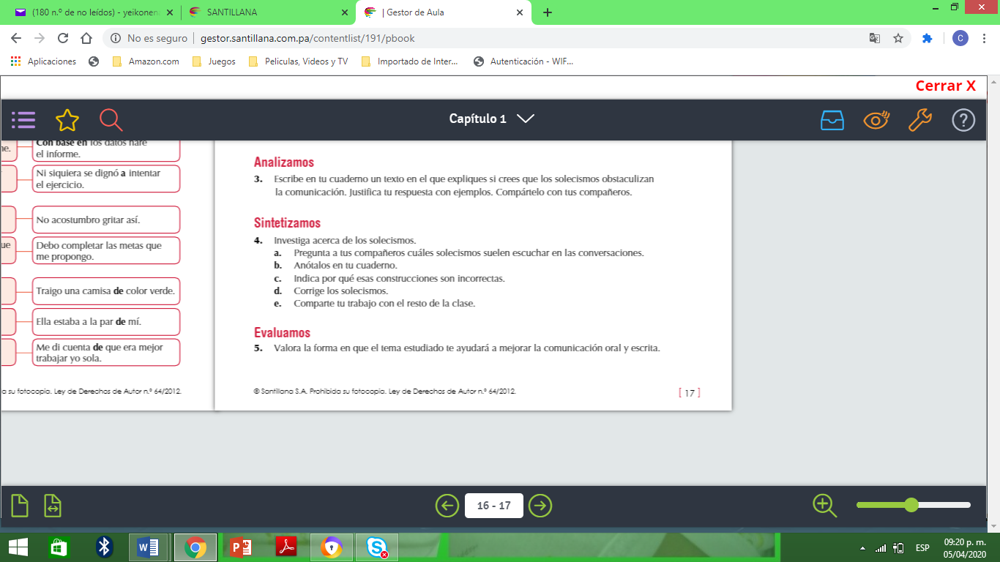 (180 n.º de no leídos) - yeikonen
SANTILLANA
| Gestor de Aula
No es seguro
gestor.santillana.com.pa/contentlist/191/pbook
C
Aplicaciones
Amazon.com
Juegos
Peliculas, Videos y TV
Importado de Inter...
Autenticación - WIF...
Cerrar X
Capítulo 1
ne.
Con base en los datos haré
el informe.
Ni siquiera se dignó a intentar
el ejercicio.
No acostumbro gritar así.
ue
Debo completar las metas que
me propongo.
Traigo una camisa de color verde.
Ella estaba a la par de mí.
Me di cuenta de que era mejor
trabajar yo sola.
a su fotocopia. Ley de Derechos de Autor n.º 64/2012.
Analizamos
3. Escribe en tu cuaderno un texto en el que expliques si crees que los solecismos obstaculizan
la comunicación. Justifica tu respuesta con ejemplos. Compártelo con tus compañeros.
Sintetizamos
4. Investiga acerca de los solecismos.
a. Pregunta a tus compañeros cuáles solecismos suelen escuchar en las conversaciones.
b. Anótalos en tu cuaderno.
c. Indica por qué esas construcciones son incorrectas.
d. Corrige los solecismos.
e. Comparte tu trabajo con el resto de la clase.
Evaluamos
5. Valora la forma en que el tema estudiado te ayudará a mejorar la comunicación oral y escrita.
© Santillana S.A. Prohibida su fotocopia. Ley de Derechos de Autor n.º 64/2012.
[ 17 ]
16 - 17
ESP
09:20 p. m.
05/04/2020